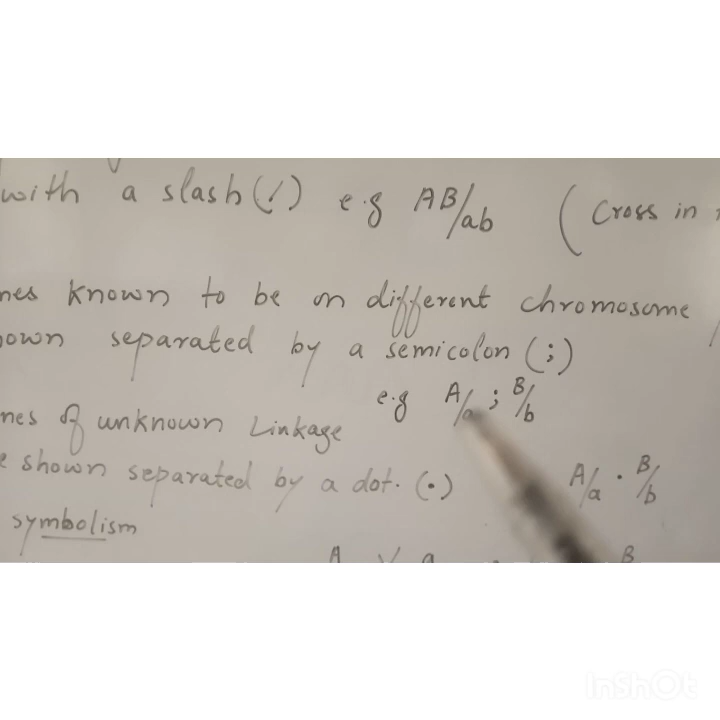 with a slash (/) e.g AB/ab (Cross in
nes known to be on different chromosome
own separated by a semicolon (;)
e.g A/a ; B/b
nes of unknown Linkage
e shown separated by a dot. (•) A/a • B/b
symbolism
A a B
InShOt